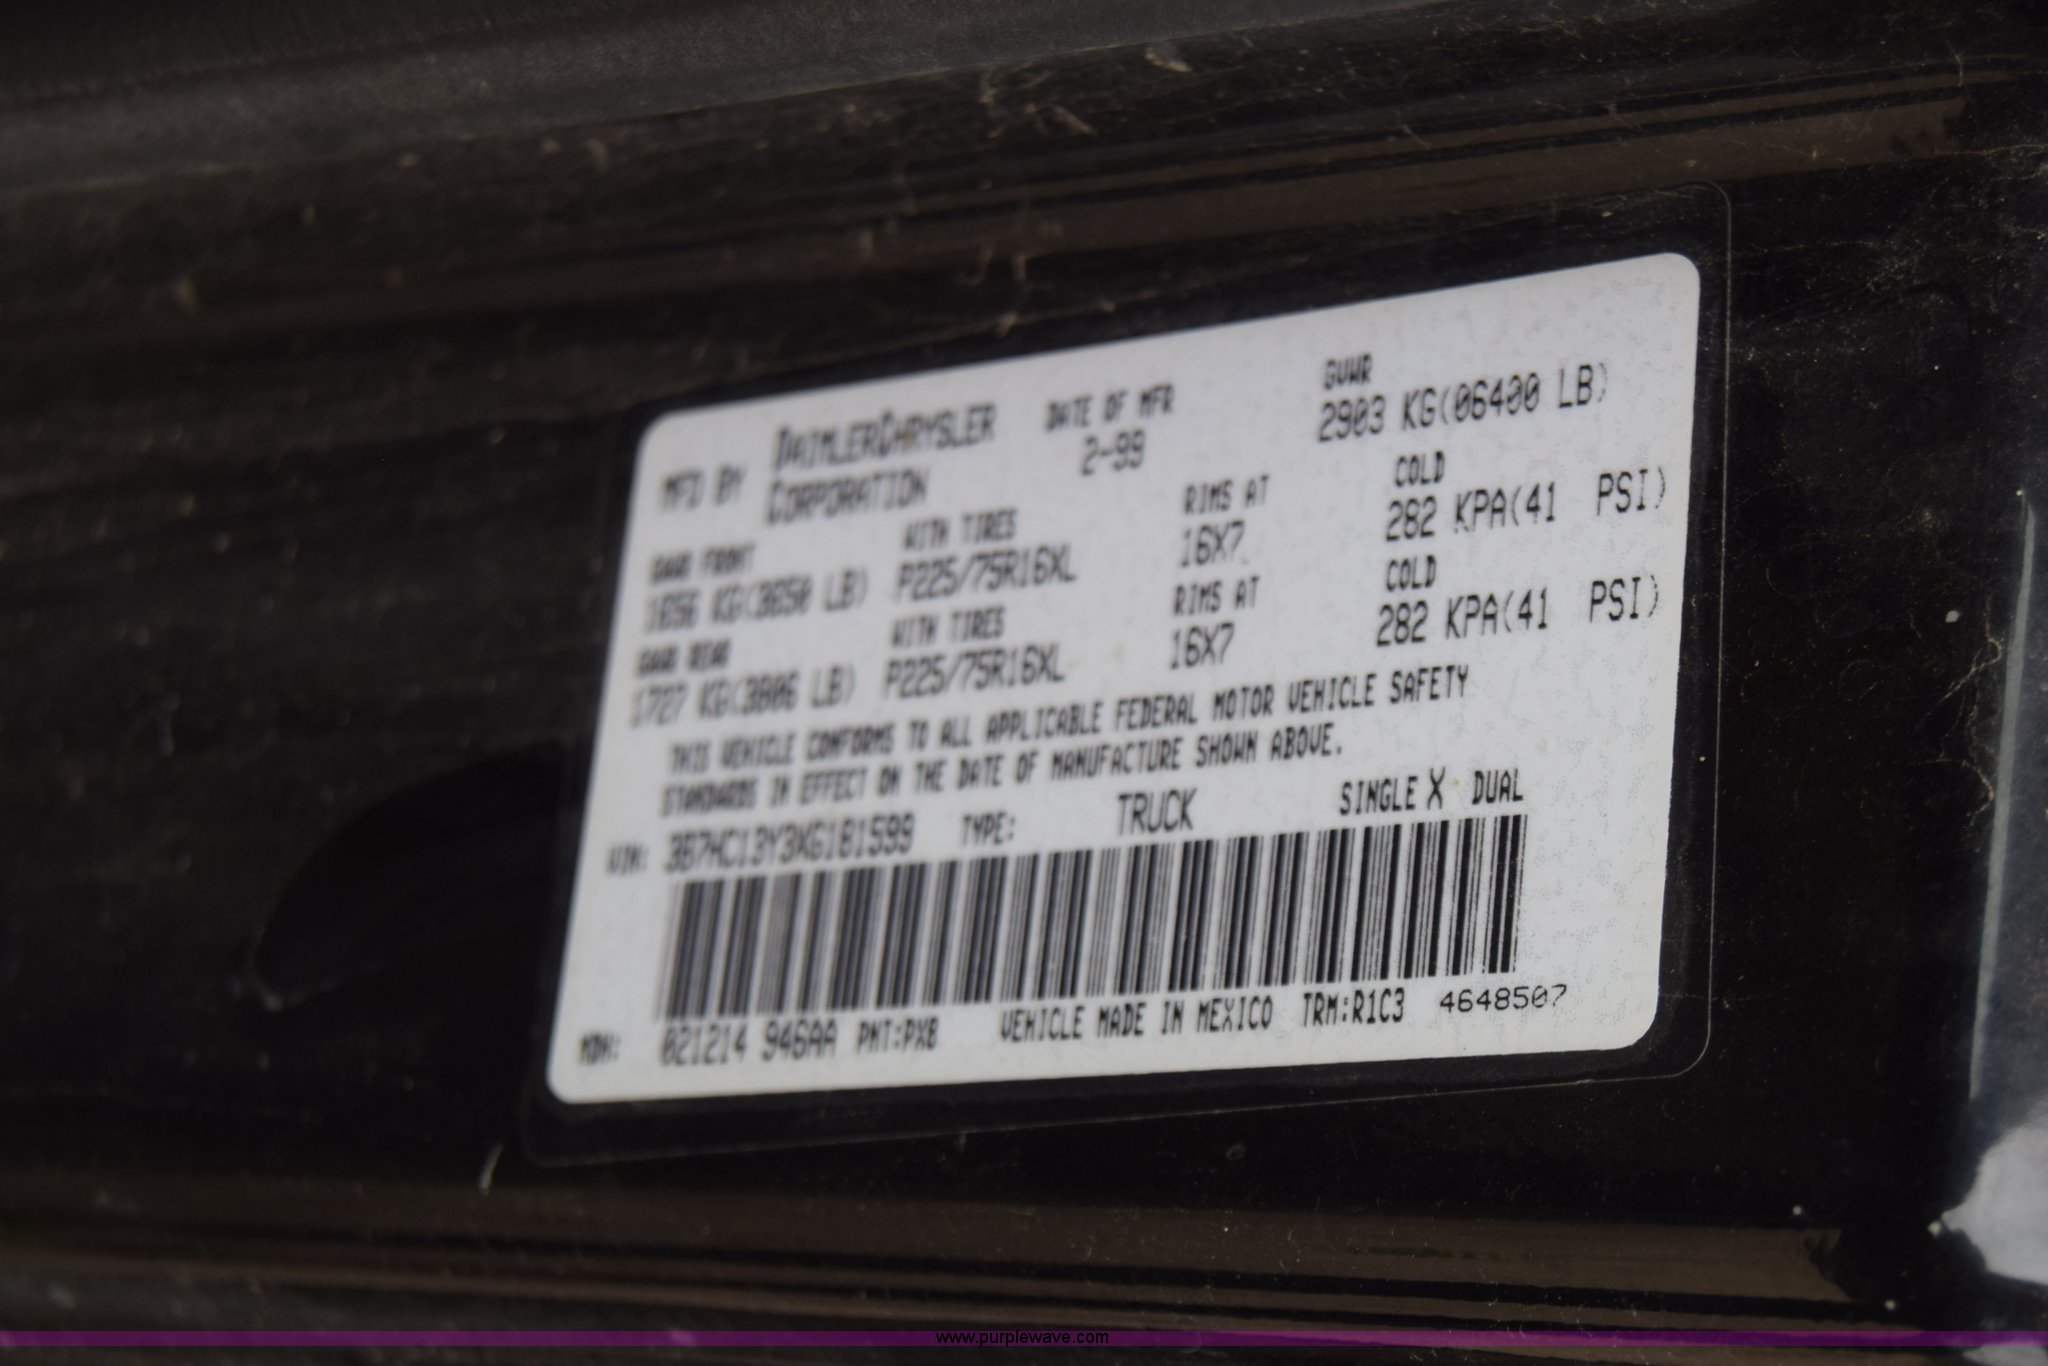 MFD BY DAIMLERCHRYSLER CORPORATION
DATE OF MFR 2-99
GVWR 2903 KG(06400 LB)
GAWR FRONT WITH TIRES RIMS AT COLD
1656 KG(3650 LB) P225/75R16XL 16X7 282 KPA(41 PSI)
GAWR REAR WITH TIRES RIMS AT COLD
1727 KG(3806 LB) P225/75R16XL 16X7 282 KPA(41 PSI)
THIS VEHICLE CONFORMS TO ALL APPLICABLE FEDERAL MOTOR VEHICLE SAFETY
STANDARDS IN EFFECT ON THE DATE OF MANUFACTURE SHOWN ABOVE.
VIN: 3B7HC13Y3XG181599 TYPE: TRUCK SINGLE X DUAL
MDH: 021214 946AA PNT:PX8 VEHICLE MADE IN MEXICO TRM:R1C3 4648507
www.purplewave.com